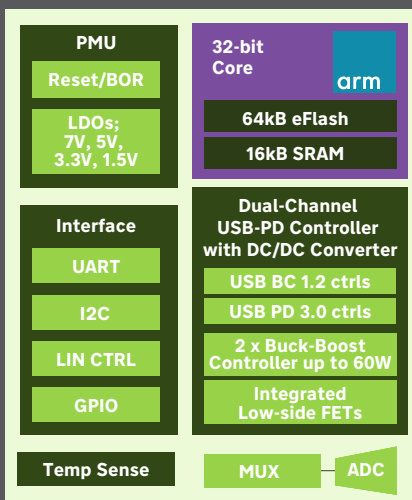 PMU
Reset/BOR
LDOs;
7V, 5V,
3.3V, 1.5V
32-bit
Core
arm
64kB eFlash
16kB SRAM
Interface
UART
I2C
LIN CTRL
GPIO
Dual-Channel
USB-PD Controller
with DC/DC Converter
USB BC 1.2 ctrls
USB PD 3.0 ctrls
2 x Buck-Boost
Controller up to 60W
Integrated
Low-side FETs
Temp Sense
MUX
ADC